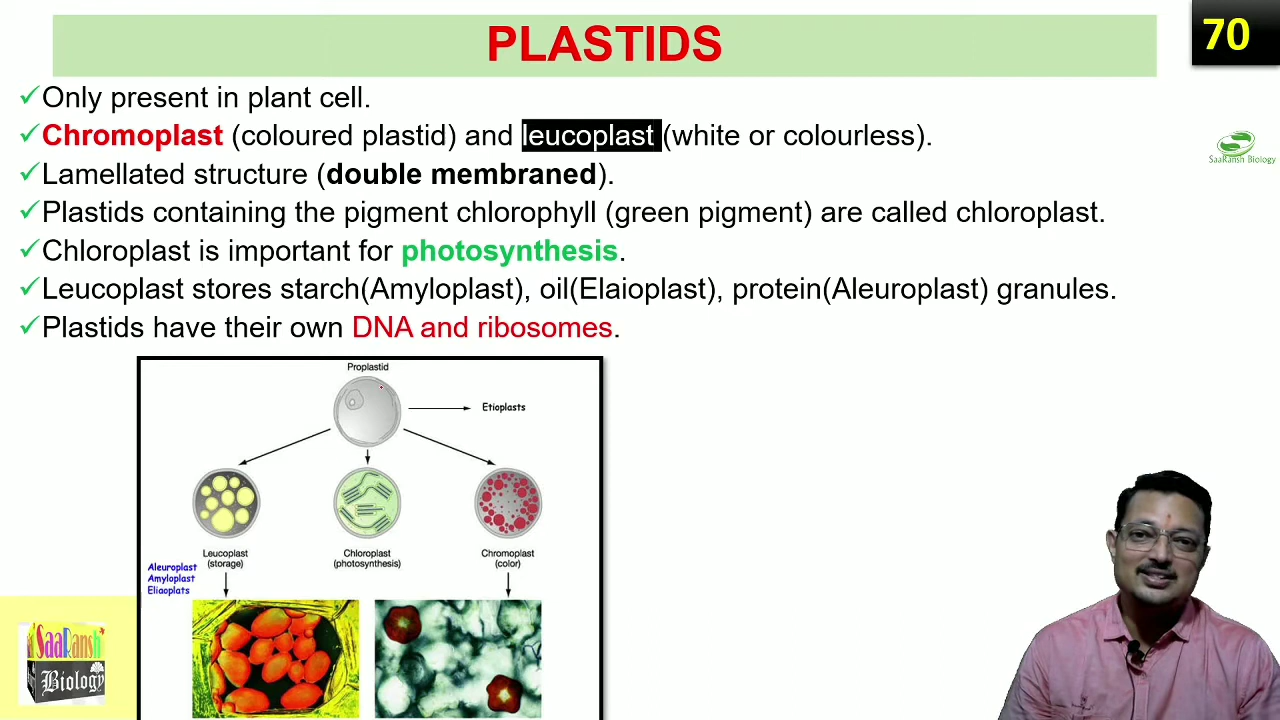 PLASTIDS
70
✓Only present in plant cell.
✓Chromoplast (coloured plastid) and leucoplast (white or colourless).
✓Lamellated structure (double membraned).
✓Plastids containing the pigment chlorophyll (green pigment) are called chloroplast.
✓Chloroplast is important for photosynthesis.
✓Leucoplast stores starch(Amyloplast), oil(Elaioplast), protein(Aleuroplast) granules.
✓Plastids have their own DNA and ribosomes.
SaaRansh Biology
Proplastid
Etioplasts
Leucoplast
(storage)
Chloroplast
(photosynthesis)
Chromoplast
(color)
Aleuroplast
Amyloplast
Eliaoplats
SaaRansh
Biology